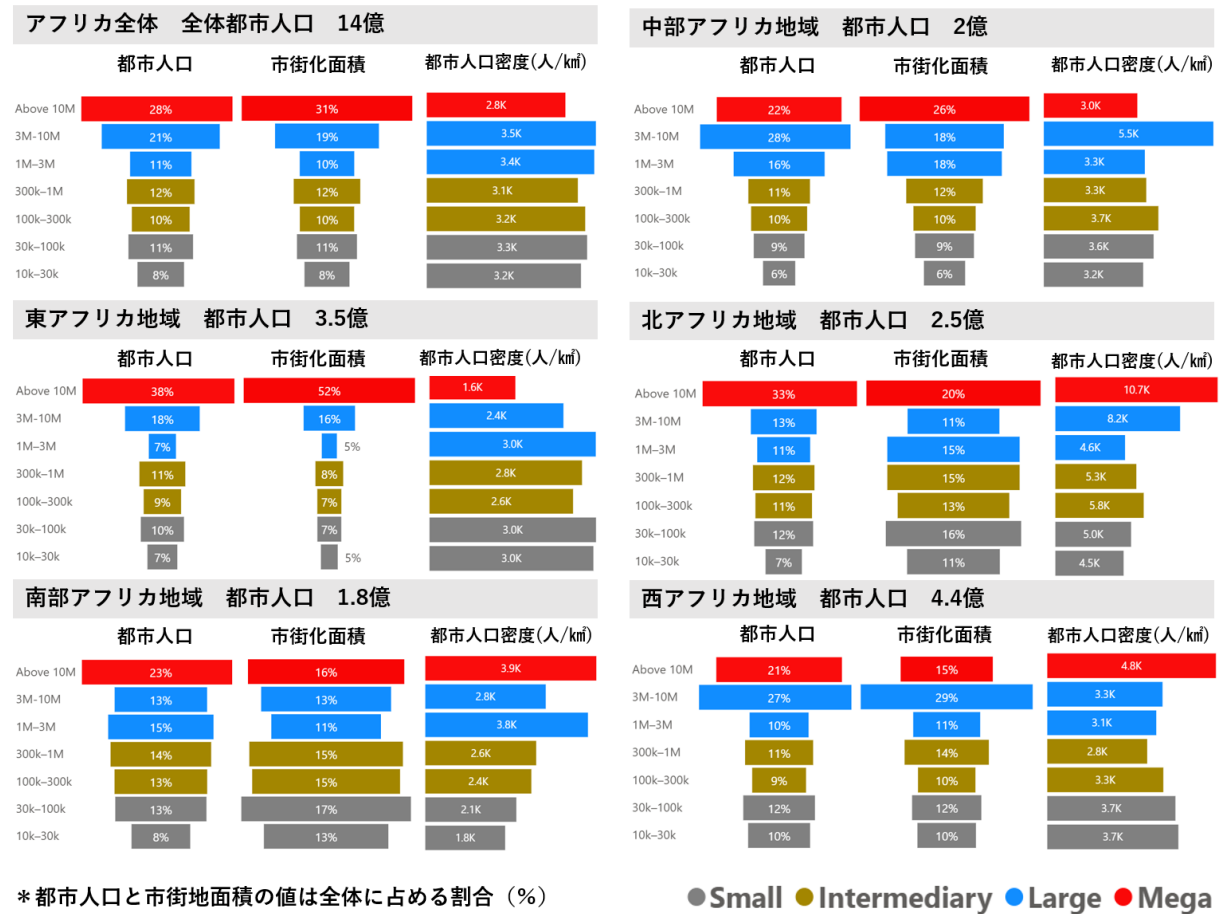 アフリカ全体　全体都市人口　14億
都市人口 市街化面積 都市人口密度(人/㎢)
Above 10M 28% 31% 2.8K
3M-10M 21% 19% 3.5K
1M–3M 11% 10% 3.4K
300k–1M 12% 12% 3.1K
100k–300k 10% 10% 3.2K
30k–100k 11% 11% 3.3K
10k–30k 8% 8% 3.2K
中部アフリカ地域　都市人口　2億
都市人口 市街化面積 都市人口密度(人/㎢)
Above 10M 22% 26% 3.0K
3M-10M 28% 18% 5.5K
1M–3M 16% 18% 3.3K
300k–1M 11% 12% 3.3K
100k–300k 10% 10% 3.7K
30k–100k 9% 9% 3.6K
10k–30k 6% 6% 3.2K
東アフリカ地域　都市人口　3.5億
都市人口 市街化面積 都市人口密度(人/㎢)
Above 10M 38% 52% 1.6K
3M-10M 18% 16% 2.4K
1M–3M 7% 5% 3.0K
300k–1M 11% 8% 2.8K
100k–300k 9% 7% 2.6K
30k–100k 10% 7% 3.0K
10k–30k 7% 5% 3.0K
北アフリカ地域　都市人口　2.5億
都市人口 市街化面積 都市人口密度(人/㎢)
Above 10M 33% 20% 10.7K
3M-10M 13% 11% 8.2K
1M–3M 11% 15% 4.6K
300k–1M 12% 15% 5.3K
100k–300k 11% 13% 5.8K
30k–100k 12% 16% 5.0K
10k–30k 7% 11% 4.5K
南部アフリカ地域　都市人口　1.8億
都市人口 市街化面積 都市人口密度(人/㎢)
Above 10M 23% 16% 3.9K
3M-10M 13% 13% 2.8K
1M–3M 15% 11% 3.8K
300k–1M 14% 15% 2.6K
100k–300k 13% 15% 2.4K
30k–100k 13% 17% 2.1K
10k–30k 8% 13% 1.8K
西アフリカ地域　都市人口　4.4億
都市人口 市街化面積 都市人口密度(人/㎢)
Above 10M 21% 15% 4.8K
3M-10M 27% 29% 3.3K
1M–3M 10% 11% 3.1K
300k–1M 11% 14% 2.8K
100k–300k 9% 10% 3.3K
30k–100k 12% 12% 3.7K
10k–30k 10% 10% 3.7K
＊都市人口と市街地面積の値は全体に占める割合（%）
Small Intermediary Large Mega